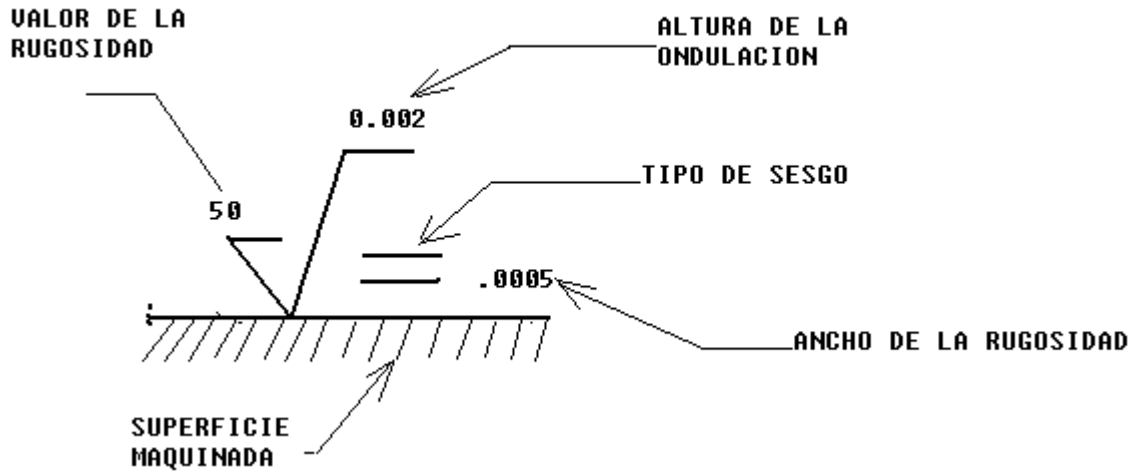 VALOR DE LA
RUGOSIDAD
ALTURA DE LA
ONDULACION
0.002
TIPO DE SESGO
50
.0005
ANCHO DE LA RUGOSIDAD
SUPERFICIE
MAQUINADA